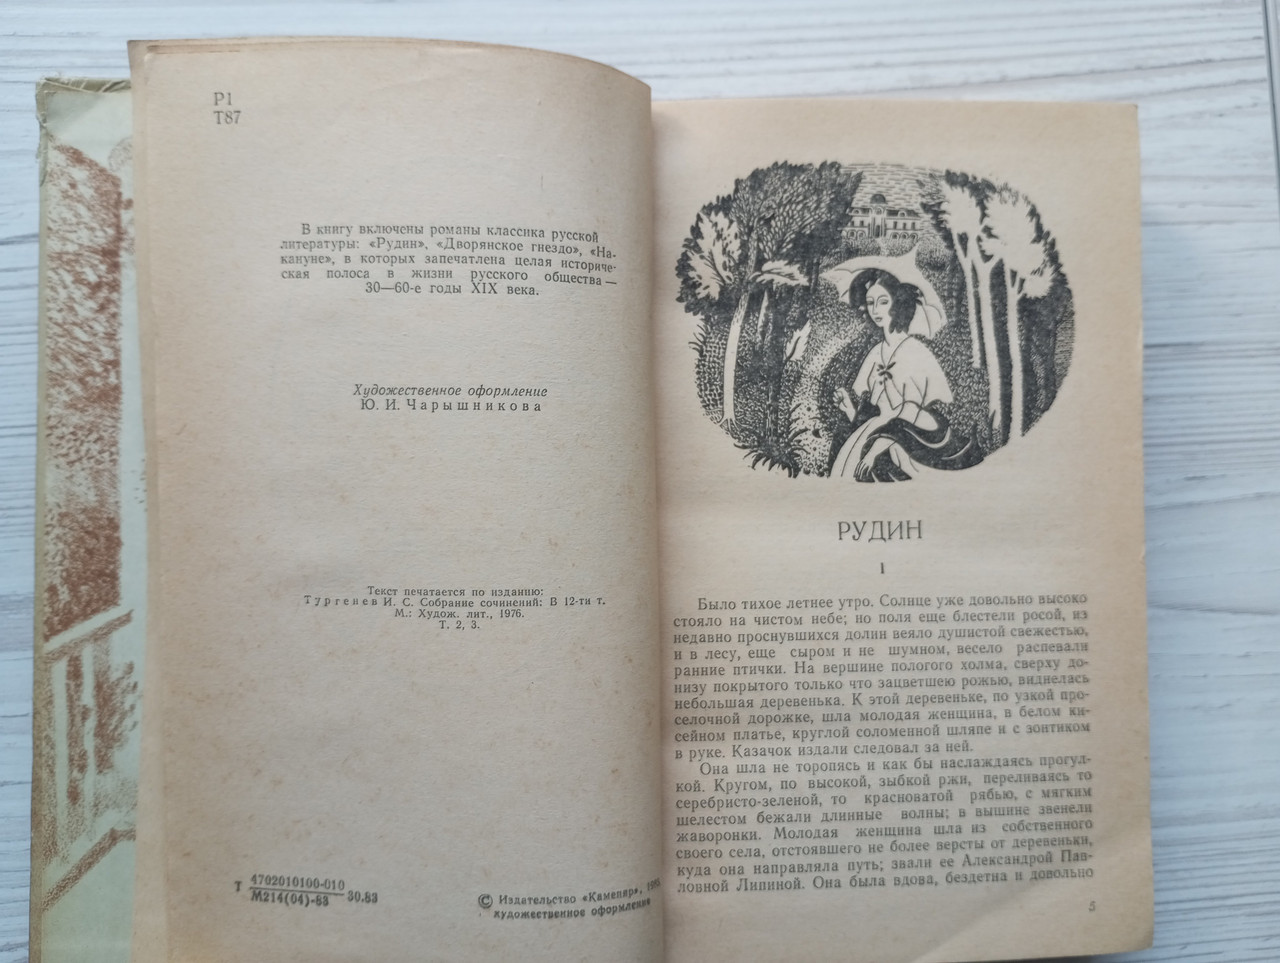 Р1
Т87
В книгу включены романы классика русской
литературы: «Рудин», «Дворянское гнездо», «На-
кануне», в которых запечатлена целая историче-
ская полоса в жизни русского общества —
30—60-е годы XIX века.
Художественное оформление
Ю. И. Чарышникова
Текст печатается по изданию:
Тургенев И. С. Собрание сочинений: В 12-ти т.
М.: Худож. лит., 1976.
Т. 2, 3.
Т 4702010100-010
М214(04)-83 30.83
© Издательство «Каменяр»,
художественное оформление
РУДИН
I
Было тихое летнее утро. Солнце уже довольно высоко
стояло на чистом небе; но поля еще блестели росой, из
недавно проснувшихся долин веяло душистой свежестью,
и в лесу, еще сыром и не шумном, весело распевали
ранние птички. На вершине пологого холма, сверху до-
низу покрытого только что зацветшею рожью, виднелась
небольшая деревенька. К этой деревеньке, по узкой про-
селочной дорожке, шла молодая женщина, в белом ки-
сейном платье, круглой соломенной шляпе и с зонтиком
в руке. Казачок издали следовал за ней.
Она шла не торопясь и как бы наслаждаясь прогул-
кой. Кругом, по высокой, зыбкой ржи, переливаясь то
серебристо-зеленой, то красноватой рябью, с мягким
шелестом бежали длинные волны; в вышине звенели
жаворонки. Молодая женщина шла из собственного
своего села, отстоявшего не более версты от деревеньки,
куда она направляла путь; звали ее Александрой Пав-
ловной Липиной. Она была вдова, бездетна и довольно
5